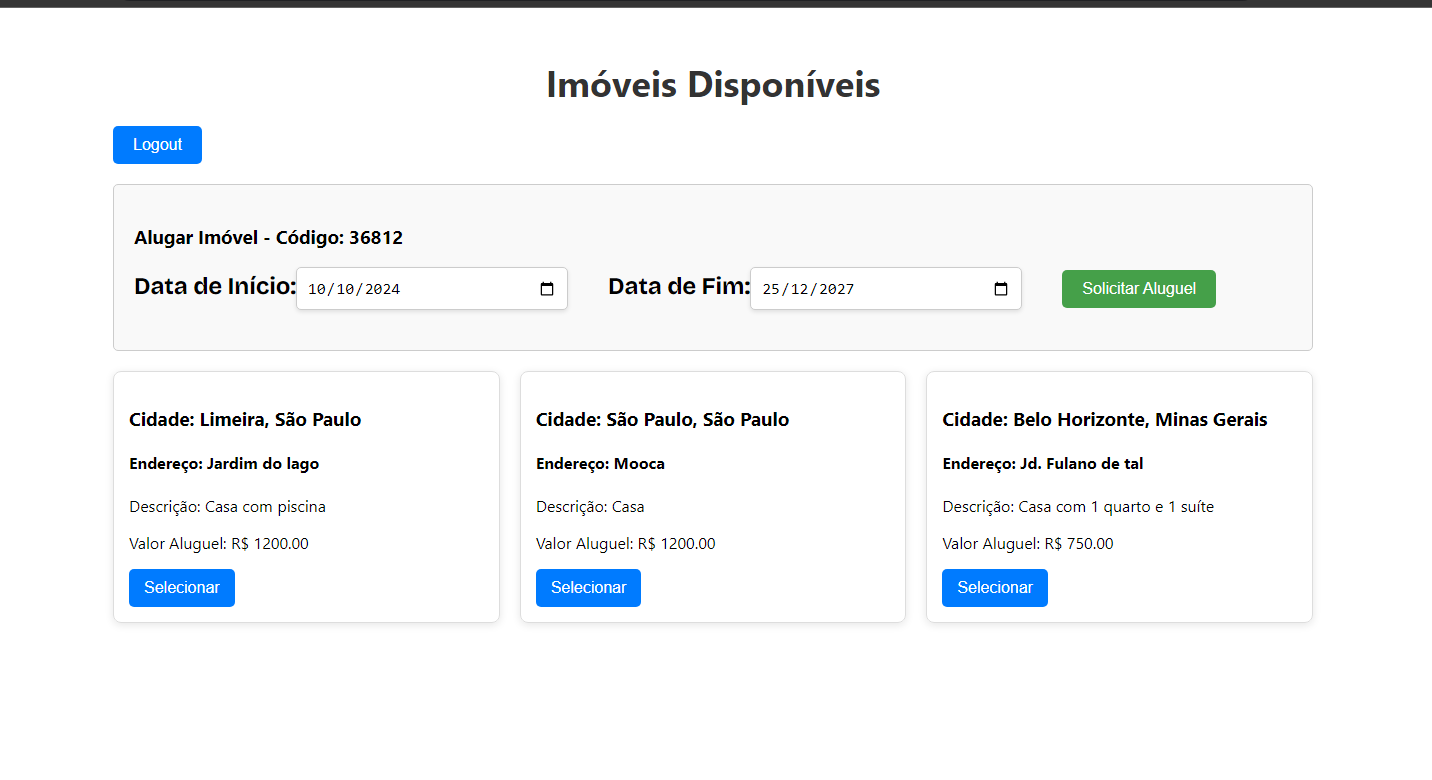 Imóveis Disponíveis
Logout
Alugar Imóvel - Código: 36812
Data de Início: 10/10/2024 Data de Fim: 25/12/2027 Solicitar Aluguel
Cidade: Limeira, São Paulo
Endereço: Jardim do lago
Descrição: Casa com piscina
Valor Aluguel: R$ 1200.00
Selecionar
Cidade: São Paulo, São Paulo
Endereço: Mooca
Descrição: Casa
Valor Aluguel: R$ 1200.00
Selecionar
Cidade: Belo Horizonte, Minas Gerais
Endereço: Jd. Fulano de tal
Descrição: Casa com 1 quarto e 1 suíte
Valor Aluguel: R$ 750.00
Selecionar